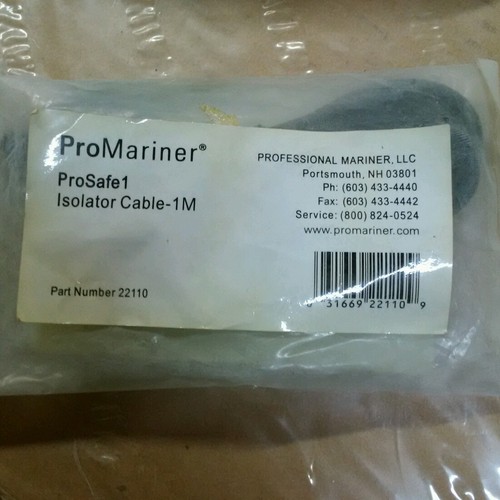 ProMariner®
ProSafe1
Isolator Cable-1M
Part Number 22110
PROFESSIONAL MARINER, LLC
Portsmouth, NH 03801
Ph: (603) 433-4440
Fax: (603) 433-4442
Service: (800) 824-0524
www.promariner.com
0 31669 22110 9